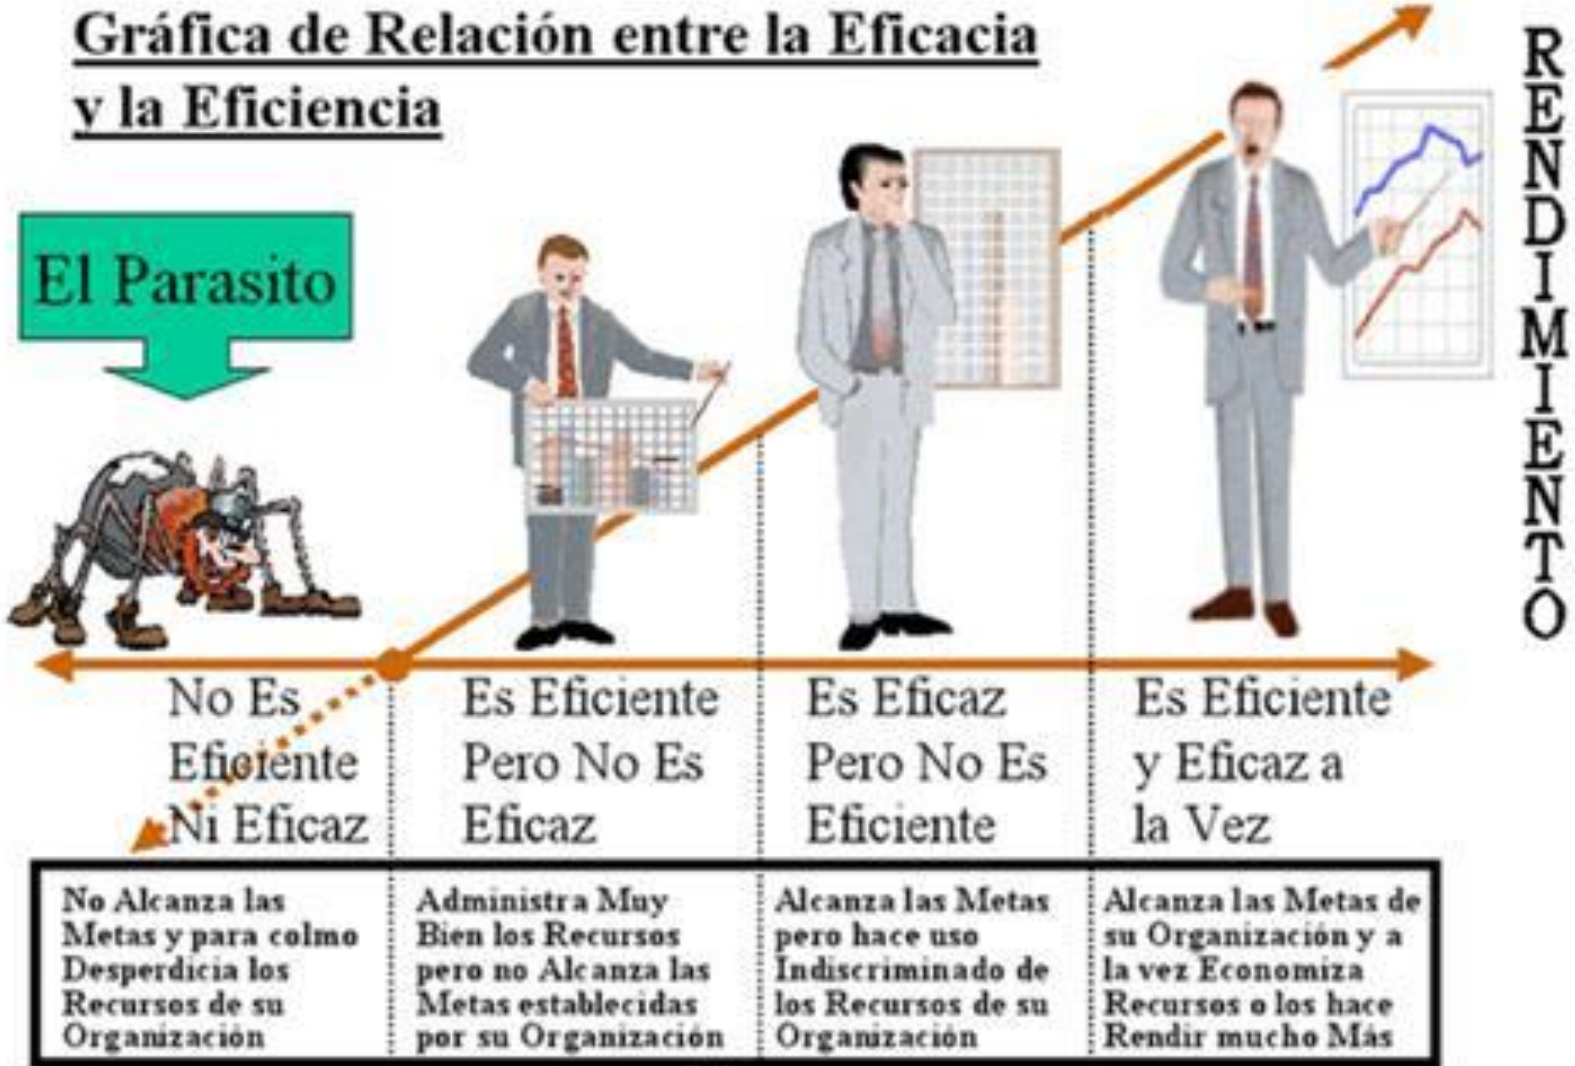 Gráfica de Relación entre la Eficacia
y la Eficiencia
El Parasito
RENDIMIENTO
No Es
Eficiente
Ni Eficaz
Es Eficiente
Pero No Es
Eficaz
Es Eficaz
Pero No Es
Eficiente
Es Eficiente
y Eficaz a
la Vez
No Alcanza las
Metas y para colmo
Desperdicia los
Recursos de su
Organización
Administra Muy
Bien los Recursos
pero no Alcanza las
Metas establecidas
por su Organización
Alcanza las Metas
pero hace uso
Indiscriminado de
los Recursos de su
Organización
Alcanza las Metas de
su Organización y a
la vez Economiza
Recursos o los hace
Rendir mucho Más